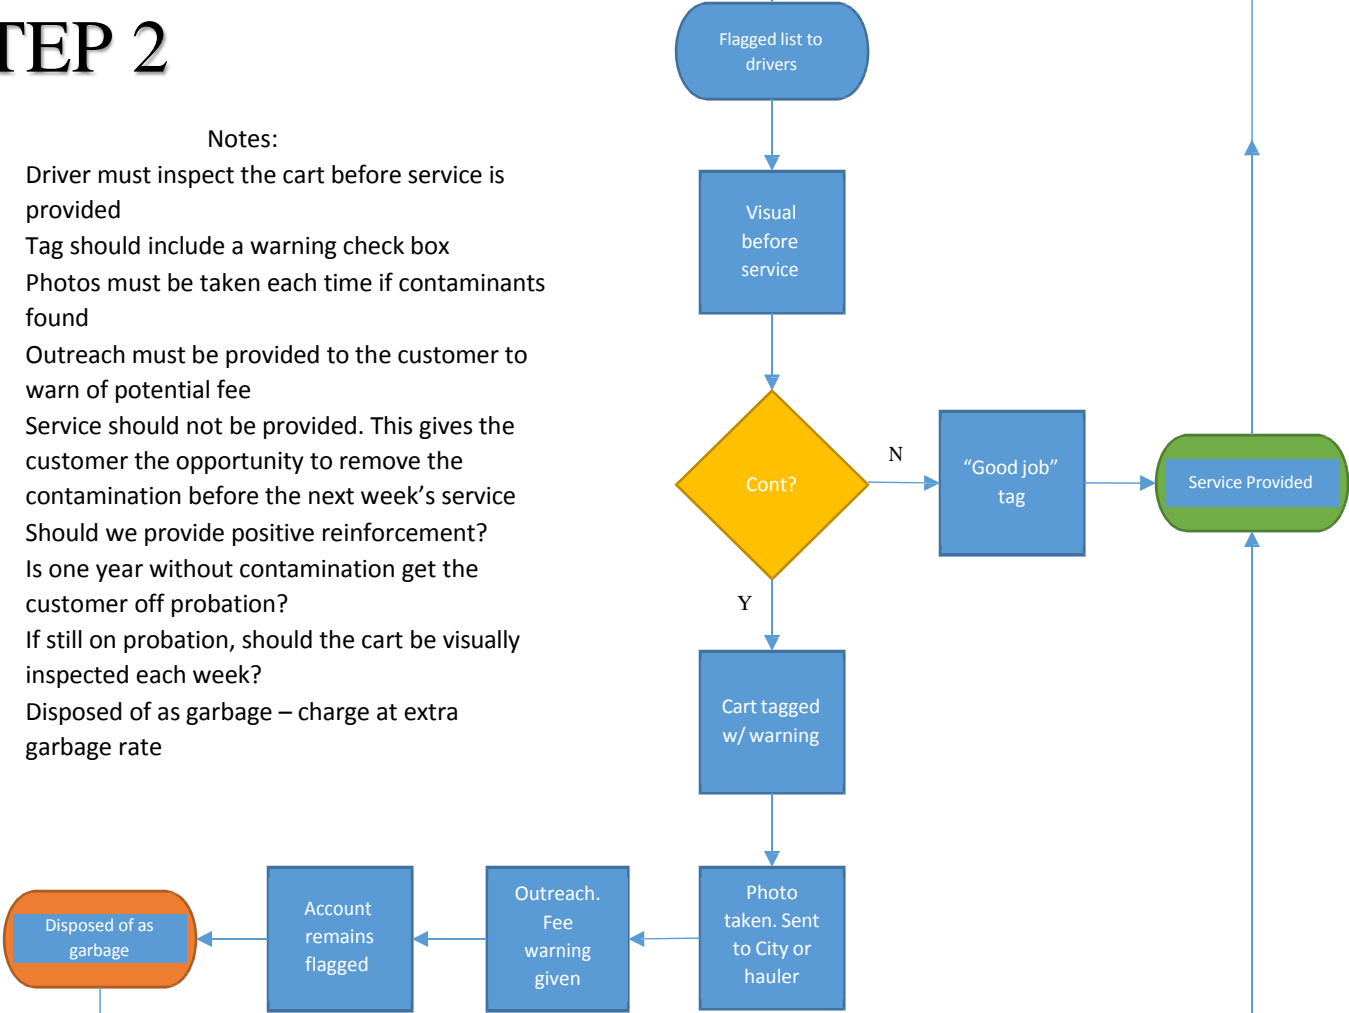 TEP 2
Notes:
Driver must inspect the cart before service is
provided
Tag should include a warning check box
Photos must be taken each time if contaminants
found
Outreach must be provided to the customer to
warn of potential fee
Service should not be provided. This gives the
customer the opportunity to remove the
contamination before the next week’s service
Should we provide positive reinforcement?
Is one year without contamination get the
customer off probation?
If still on probation, should the cart be visually
inspected each week?
Disposed of as garbage – charge at extra
garbage rate
Flagged list to
drivers
Visual
before
service
Cont?
N
“Good job”
tag
Service Provided
Y
Cart tagged
w/ warning
Photo
taken. Sent
to City or
hauler
Outreach.
Fee
warning
given
Account
remains
flagged
Disposed of as
garbage